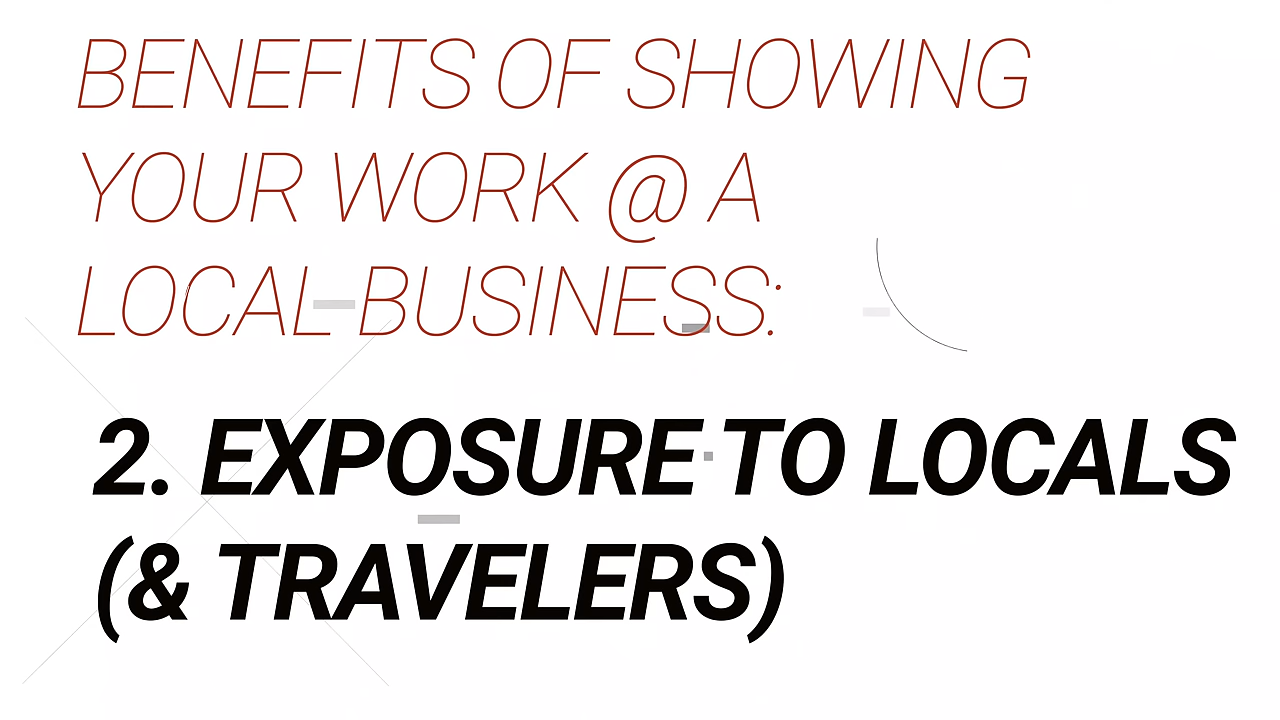 BENEFITS OF SHOWING
YOUR WORK @ A
LOCAL BUSINESS:
2. EXPOSURE TO LOCALS
(& TRAVELERS)